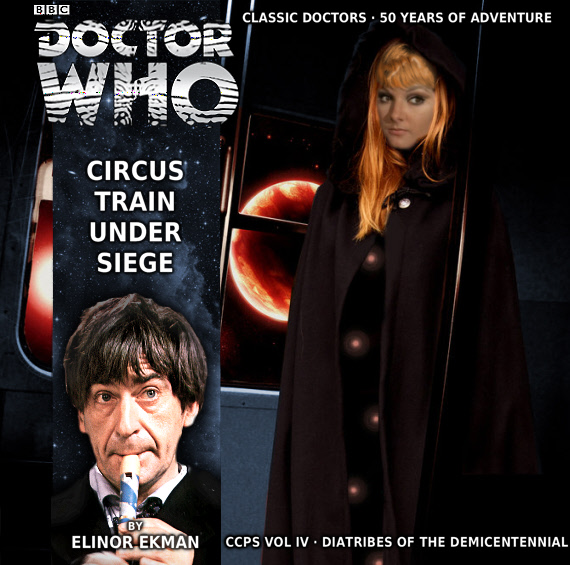 BBC
CLASSIC DOCTORS · 50 YEARS OF ADVENTURE
DOCTOR
WHO
CIRCUS
TRAIN
UNDER
SIEGE
BY
ELINOR EKMAN
CCPS VOL IV · DIATRIBES OF THE DEMICENTENNIAL